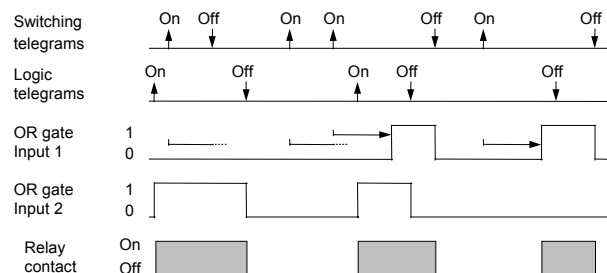 Switching telegrams On Off On On Off On Off
Logic telegrams On Off On Off Off
OR gate Input 1 1 0
OR gate Input 2 1 0
Relay contact On Off